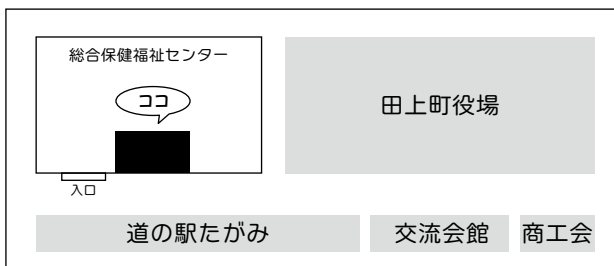 総合保健福祉センター
ココ
田上町役場
入口
道の駅たがみ
交流会館
商工会